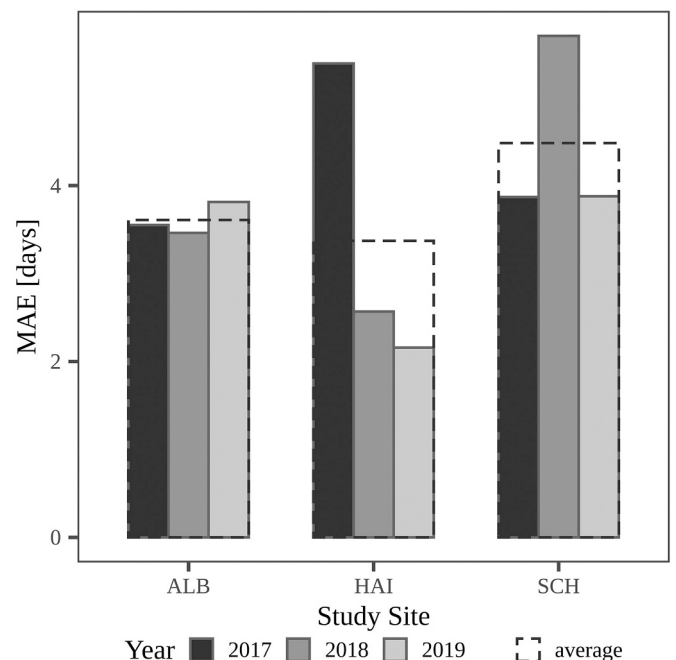 MAE [days]
4
2
0
ALB HAI SCH
Study Site
Year 2017 2018 2019 average